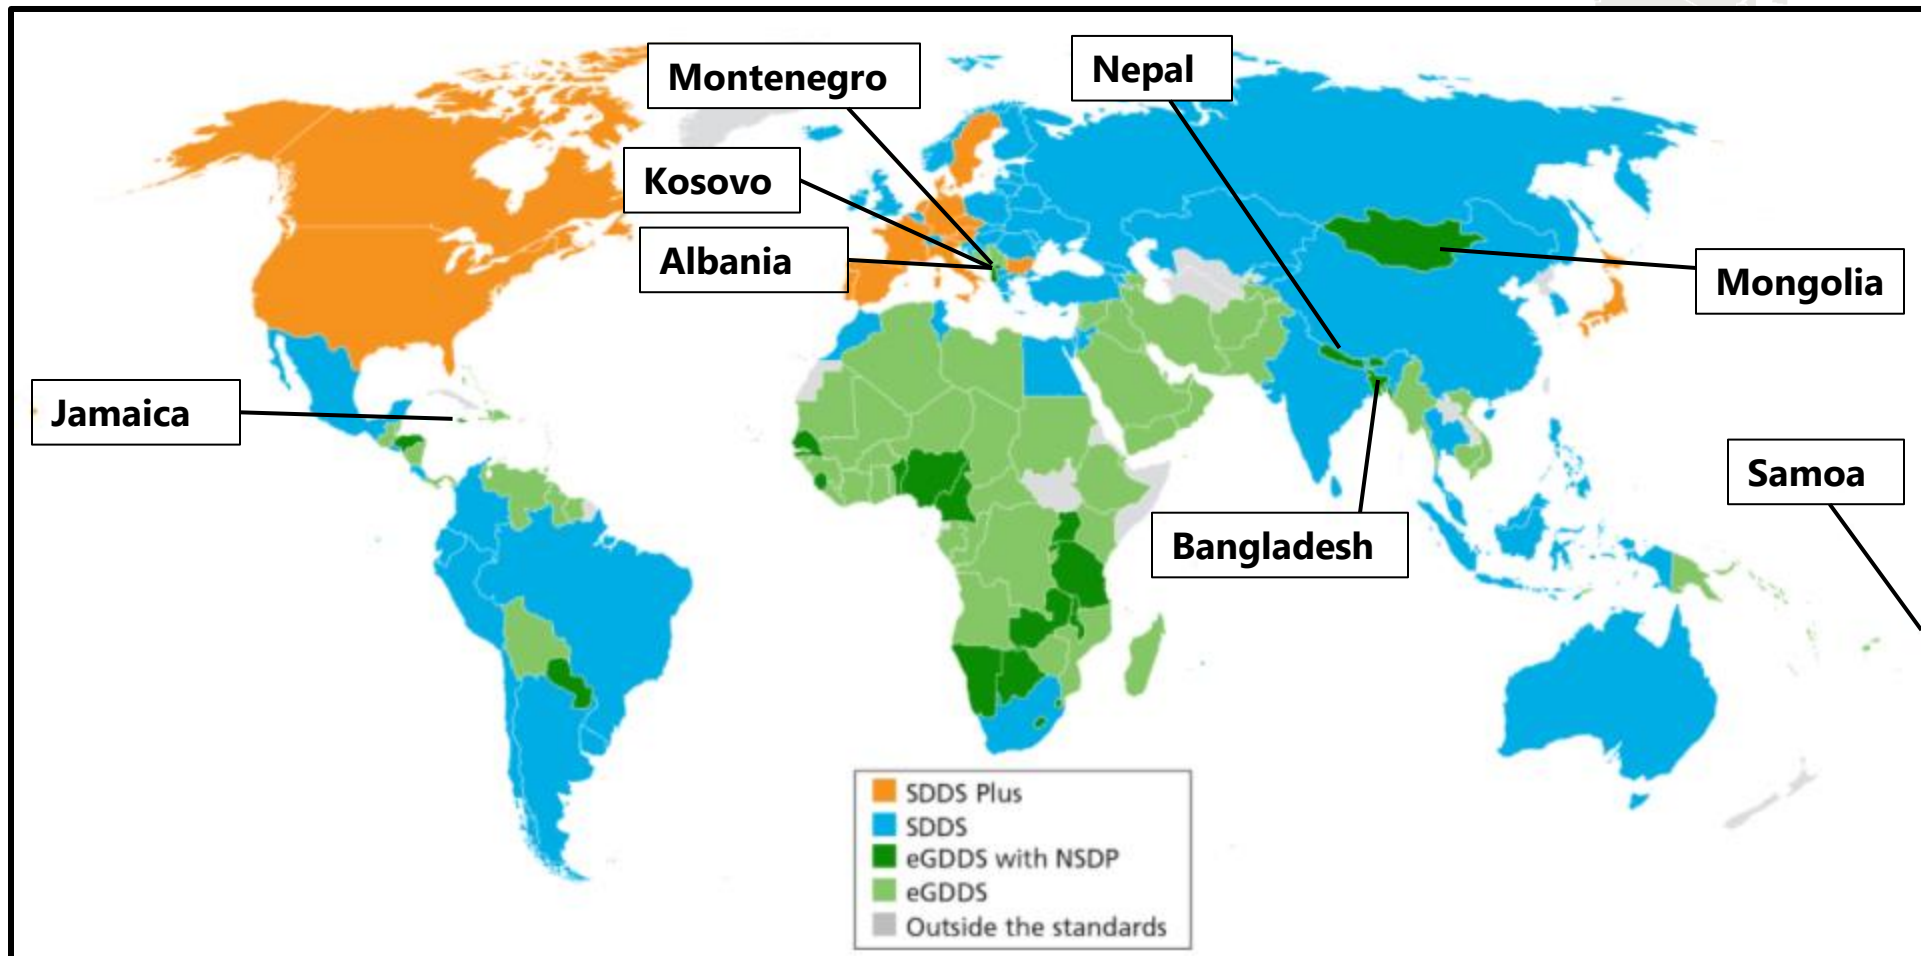 Montenegro
Nepal
Kosovo
Albania
Mongolia
Jamaica
Samoa
Bangladesh
SDDS Plus
SDDS
eGDDS with NSDP
eGDDS
Outside the standards